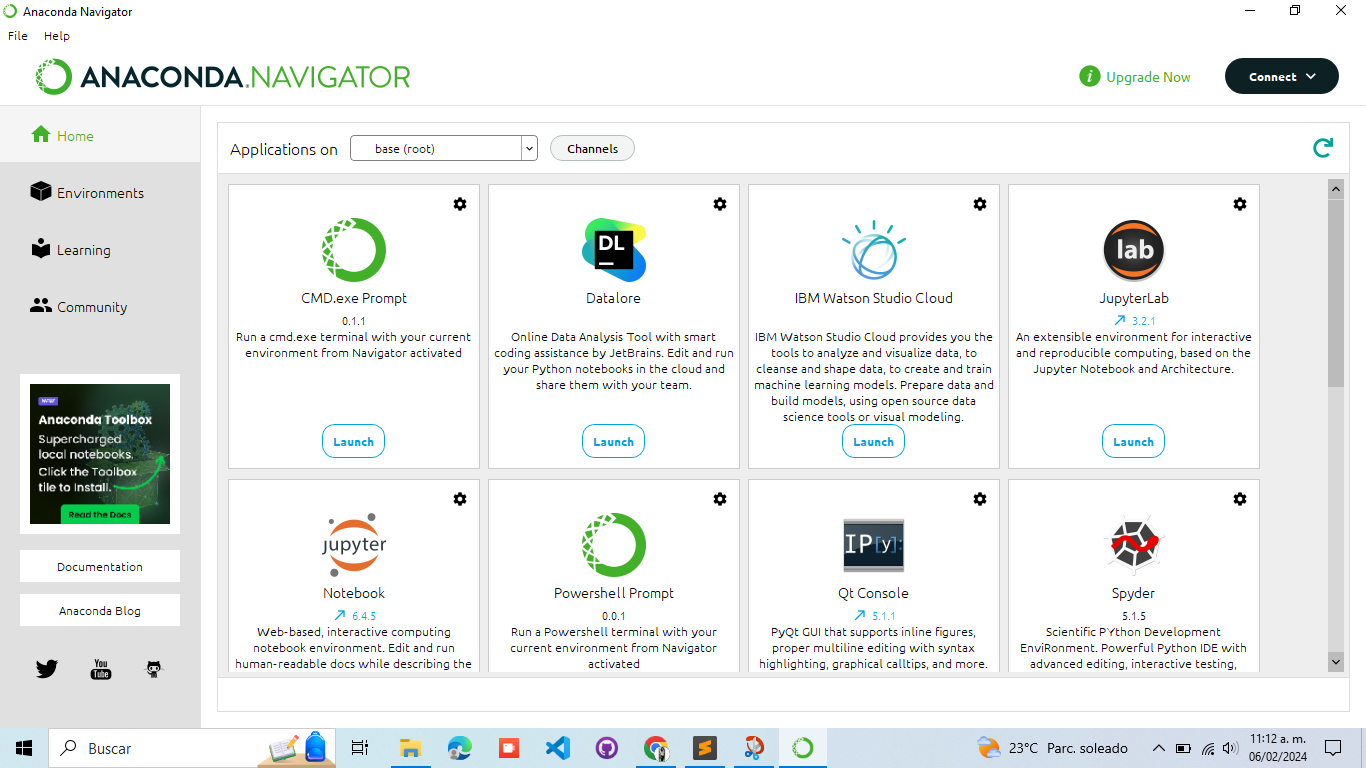 Anaconda Navigator
File Help
ANACONDA.NAVIGATOR
i Upgrade Now
Connect
Home
Environments
Learning
Community
NEW
Anaconda Toolbox
Supercharged
local notebooks.
Click the Toolbox
tile to Install.
Read the Docs
Documentation
Anaconda Blog
You
Tube
Applications on
base (root)
Channels
CMD.exe Prompt
0.1.1
Run a cmd.exe terminal with your current
environment from Navigator activated
Launch
DL
Datalore
Online Data Analysis Tool with smart
coding assistance by JetBrains. Edit and run
your Python notebooks in the cloud and
share them with your team.
Launch
IBM Watson Studio Cloud
IBM Watson Studio Cloud provides you the
tools to analyze and visualize data, to
cleanse and shape data, to create and train
machine learning models. Prepare data and
build models, using open source data
science tools or visual modeling.
Launch
lab
JupyterLab
3.2.1
An extensible environment for interactive
and reproducible computing, based on the
Jupyter Notebook and Architecture.
Launch
jupyter
Notebook
6.4.5
Web-based, interactive computing
notebook environment. Edit and run
human-readable docs while describing the
Powershell Prompt
0.0.1
Run a Powershell terminal with your
current environment from Navigator
activated
IP[y]:
Qt Console
5.1.1
PyQt GUI that supports inline figures,
proper multiline editing with syntax
highlighting, graphical calltips, and more.
Spyder
5.1.5
Scientific PYthon Development
EnviRonment. Powerful Python IDE with
advanced editing, interactive testing,
Buscar
23°C Parc. soleado
11:12 a. m.
06/02/2024